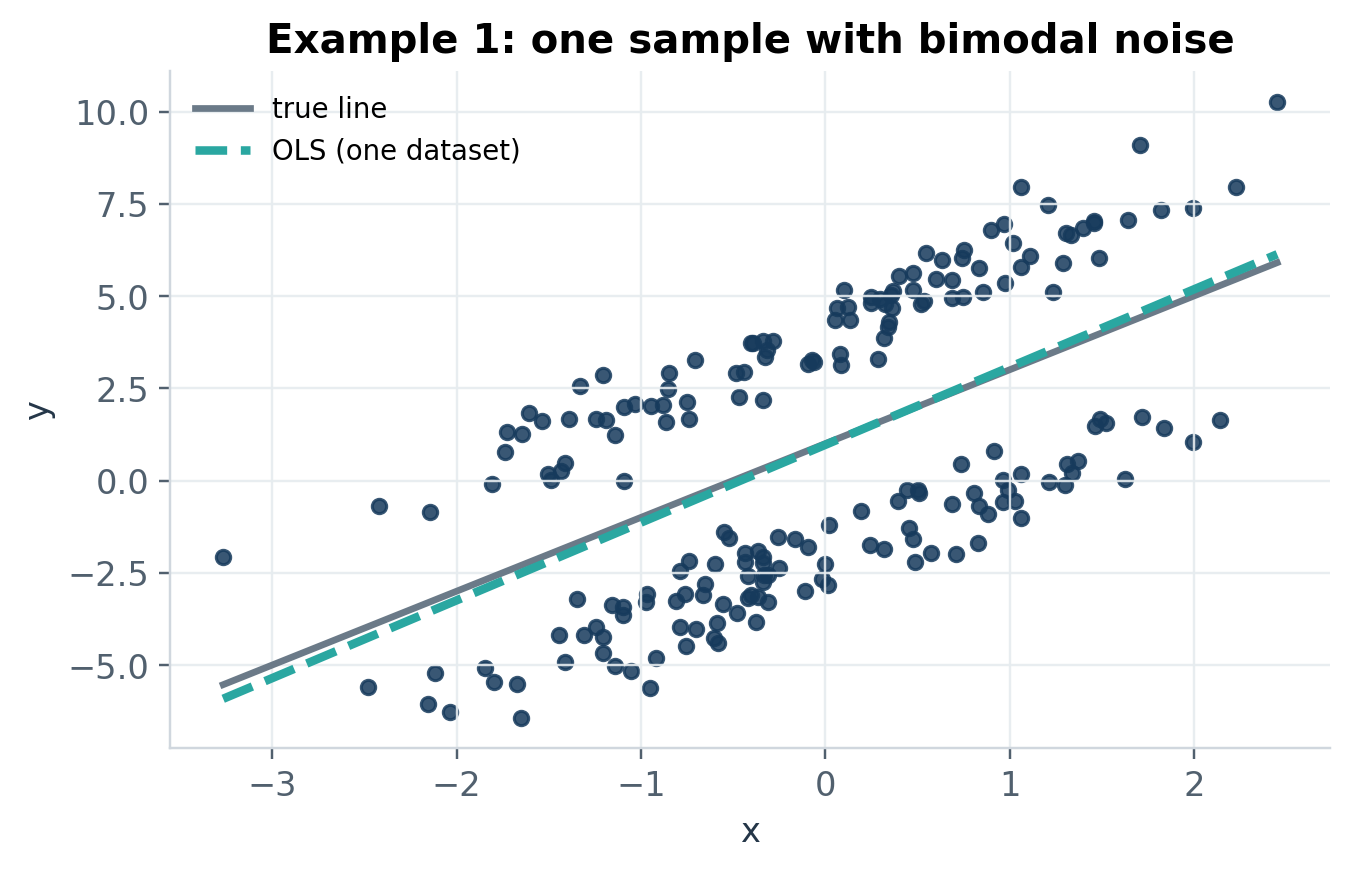 Example 1: one sample with bimodal noise
true line
OLS (one dataset)
10.0
7.5
5.0
2.5
0.0
−2.5
−5.0
y
−3 −2 −1 0 1 2
x